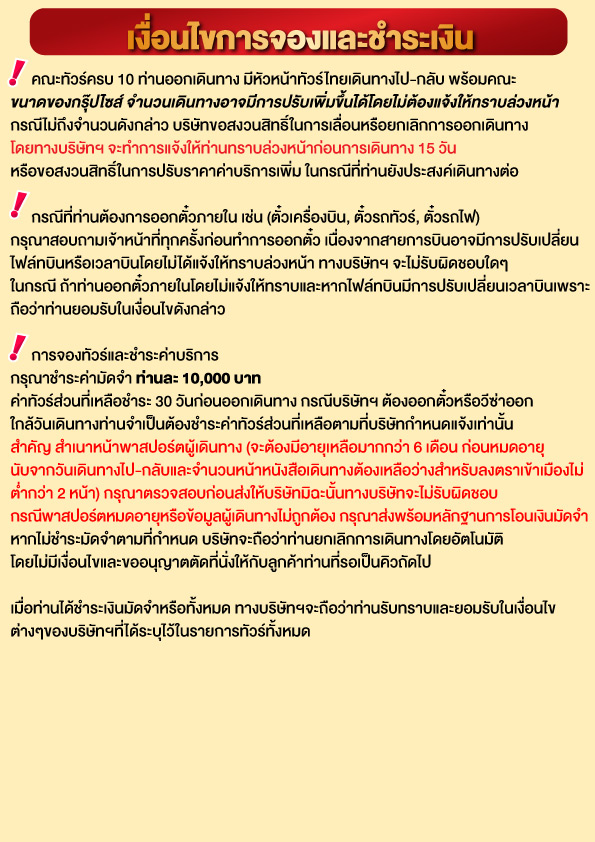 เงื่อนไขการจองและชำระเงิน
! คณะทัวร์ครบ 10 ท่านออกเดินทาง มีหัวหน้าทัวร์ไทยเดินทางไป-กลับ พร้อมคณะ
ขนาดของกรุ๊ปไซส์ จำนวนเดินทางอาจมีการปรับเพิ่มขึ้นได้โดยไม่ต้องแจ้งให้ทราบล่วงหน้า
กรณีไม่ถึงจำนวนดังกล่าว บริษัทขอสงวนสิทธิ์ในการเลื่อนหรือยกเลิกการออกเดินทาง
โดยทางบริษัทฯ จะทำการแจ้งให้ท่านทราบล่วงหน้าก่อนการเดินทาง 15 วัน
หรือขอสงวนสิทธิ์ในการปรับราคาค่าบริการเพิ่ม ในกรณีที่ท่านยังประสงค์เดินทางต่อ
! กรณีที่ท่านต้องการออกตั๋วภายใน เช่น (ตั๋วเครื่องบิน, ตั๋วรถทัวร์, ตั๋วรถไฟ)
กรุณาสอบถามเจ้าหน้าที่ทุกครั้งก่อนทำการออกตั๋ว เนื่องจากสายการบินอาจมีการปรับเปลี่ยน
ไฟล์ทบินหรือเวลาบินโดยไม่ได้แจ้งให้ทราบล่วงหน้า ทางบริษัทฯ จะไม่รับผิดชอบใดๆ
ในกรณี ถ้าท่านออกตั๋วภายในโดยไม่แจ้งให้ทราบและหากไฟล์ทบินมีการปรับเปลี่ยนเวลาบินเพราะ
ถือว่าท่านยอมรับในเงื่อนไขดังกล่าว
! การจองทัวร์และชำระค่าบริการ
กรุณาชำระค่ามัดจำ ท่านละ 10,000 บาท
ค่าทัวร์ส่วนที่เหลือชำระ 30 วันก่อนออกเดินทาง กรณีบริษัทฯ ต้องออกตั๋วหรือวีซ่าออก
ใกล้วันเดินทางท่านจำเป็นต้องชำระค่าทัวร์ส่วนที่เหลือตามที่บริษัทกำหนดแจ้งเท่านั้น
สำคัญ สำเนาหน้าพาสปอร์ตผู้เดินทาง (จะต้องมีอายุเหลือมากกว่า 6 เดือน ก่อนหมดอายุ
นับจากวันเดินทางไป-กลับและจำนวนหน้าหนังสือเดินทางต้องเหลือว่างสำหรับลงตราเข้าเมืองไม่
ต่ำกว่า 2 หน้า) กรุณาตรวจสอบก่อนส่งให้บริษัทมิฉะนั้นทางบริษัทจะไม่รับผิดชอบ
กรณีพาสปอร์ตหมดอายุหรือข้อมูลผู้เดินทางไม่ถูกต้อง กรุณาส่งพร้อมหลักฐานการโอนเงินมัดจำ
หากไม่ชำระมัดจำตามที่กำหนด บริษัทจะถือว่าท่านยกเลิกการเดินทางโดยอัตโนมัติ
โดยไม่มีเงื่อนไขและขออนุญาตตัดที่นั่งให้กับลูกค้าท่านที่รอเป็นคิวถัดไป
เมื่อท่านได้ชำระเงินมัดจำหรือทั้งหมด ทางบริษัทฯจะถือว่าท่านรับทราบและยอมรับในเงื่อนไข
ต่างๆของบริษัทฯที่ได้ระบุไว้ในรายการทัวร์ทั้งหมด